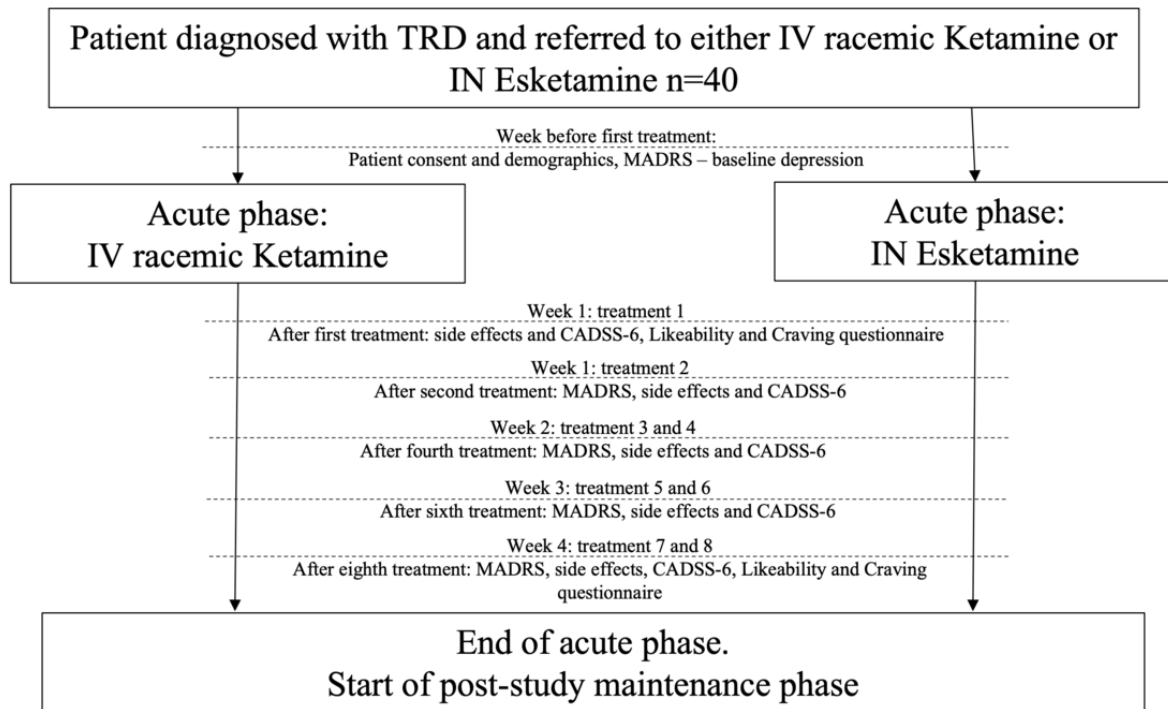 Patient diagnosed with TRD and referred to either IV racemic Ketamine or
IN Esketamine n=40
Week before first treatment:
Patient consent and demographics, MADRS – baseline depression
Acute phase:
IV racemic Ketamine
Acute phase:
IN Esketamine
Week 1: treatment 1
After first treatment: side effects and CADSS-6, Likeability and Craving questionnaire
Week 1: treatment 2
After second treatment: MADRS, side effects and CADSS-6
Week 2: treatment 3 and 4
After fourth treatment: MADRS, side effects and CADSS-6
Week 3: treatment 5 and 6
After sixth treatment: MADRS, side effects and CADSS-6
Week 4: treatment 7 and 8
After eighth treatment: MADRS, side effects, CADSS-6, Likeability and Craving
questionnaire
End of acute phase.
Start of post-study maintenance phase